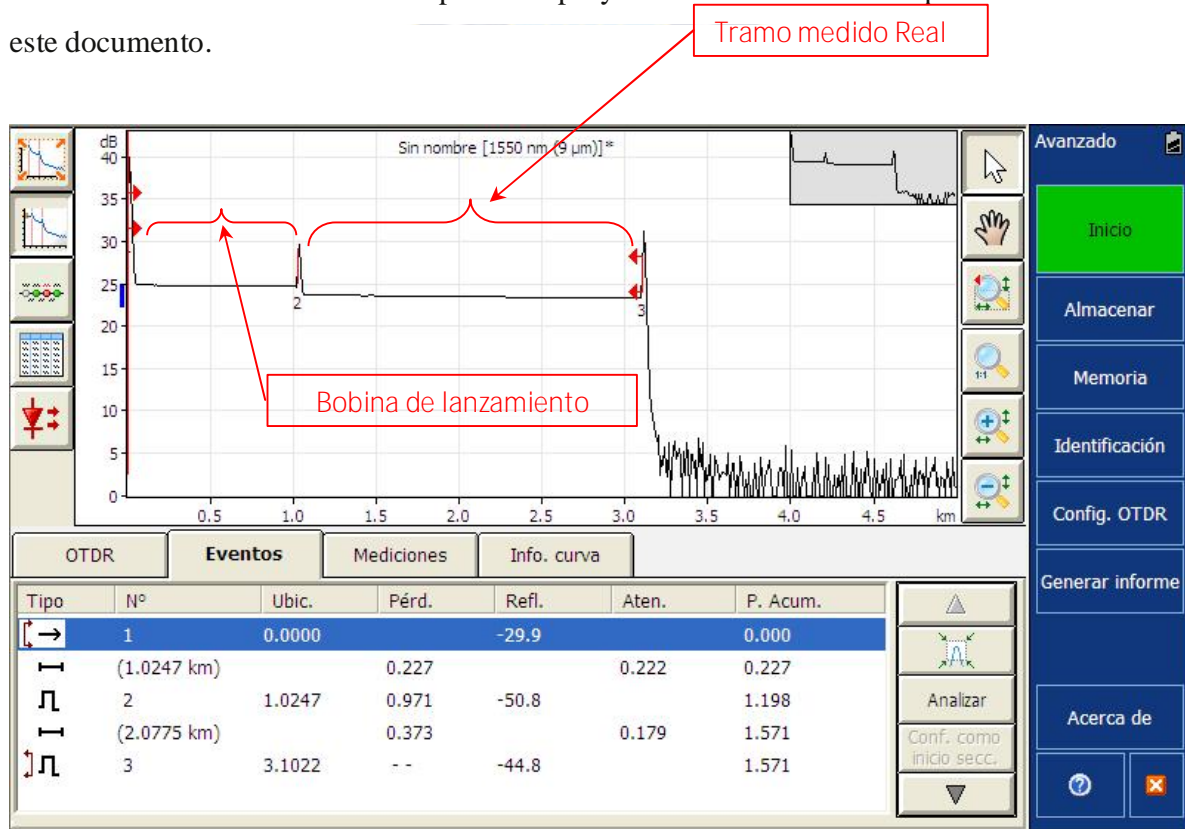 este documento.
Tramo medido Real
dB
Sin nombre [1550 nm (9 µm)]*
40
35
30
25
20
15
10
5
0
2
3
Bobina de lanzamiento
0.5 1.0 1.5 2.0 2.5 3.0 3.5 4.0 4.5 km
1:1
Avanzado
Inicio
Almacenar
Memoria
Identificación
Config. OTDR
Generar informe
Acerca de
OTDR Eventos Mediciones Info. curva
Tipo Nº Ubic. Pérd. Refl. Aten. P. Acum.
1 0.0000 -29.9 0.000
(1.0247 km) 0.227 0.222 0.227
2 1.0247 0.971 -50.8 1.198
(2.0775 km) 0.373 0.179 1.571
3 3.1022 - - -44.8 1.571
Analizar
Conf. como
inicio secc.